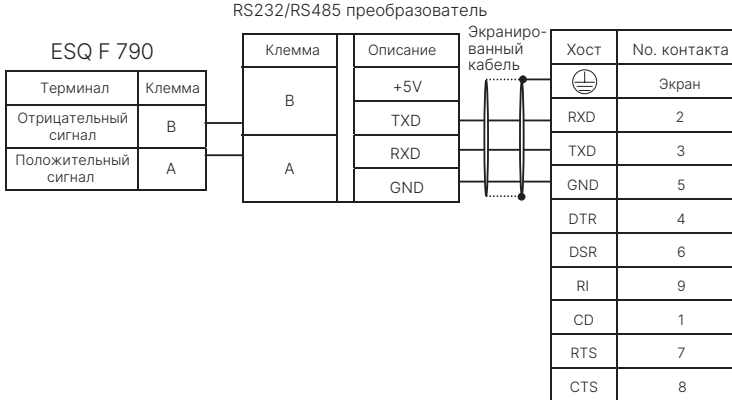 RS232/RS485 преобразователь
ESQ F 790
Терминал Клемма
Отрицательный
сигнал
B
Положительный
сигнал
A
Клемма Описание
B
A
+5V
TXD
RXD
GND
Экраниро-
ванный
кабель
Хост No. контакта
Экран
RXD 2
TXD 3
GND 5
DTR 4
DSR 6
RI 9
CD 1
RTS 7
CTS 8